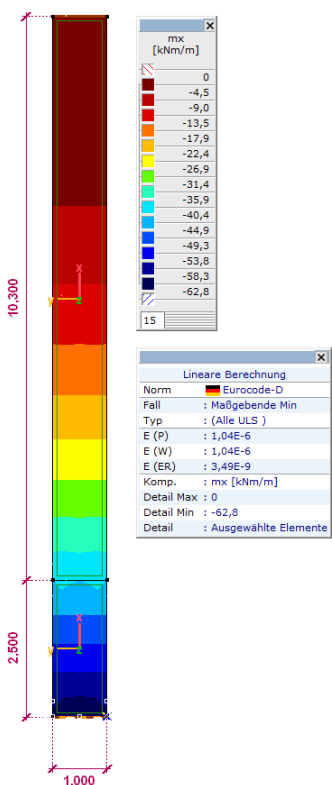 mx
[kNm/m]
0
-4,5
-9,0
-13,5
-17,9
-22,4
-26,9
-31,4
-35,9
-40,4
-44,9
-49,3
-53,8
-58,3
-62,8
15
10,300
x
y
z
Lineare Berechnung
Norm Eurocode-D
Fall : Maßgebende Min
Typ : (Alle ULS )
E (P) : 1,04E-6
E (W) : 1,04E-6
E (ER) : 3,49E-9
Komp. : mx [kNm/m]
Detail Max : 0
Detail Min : -62,8
Detail : Ausgewählte Elemente
2,500
x
y
z
1,000